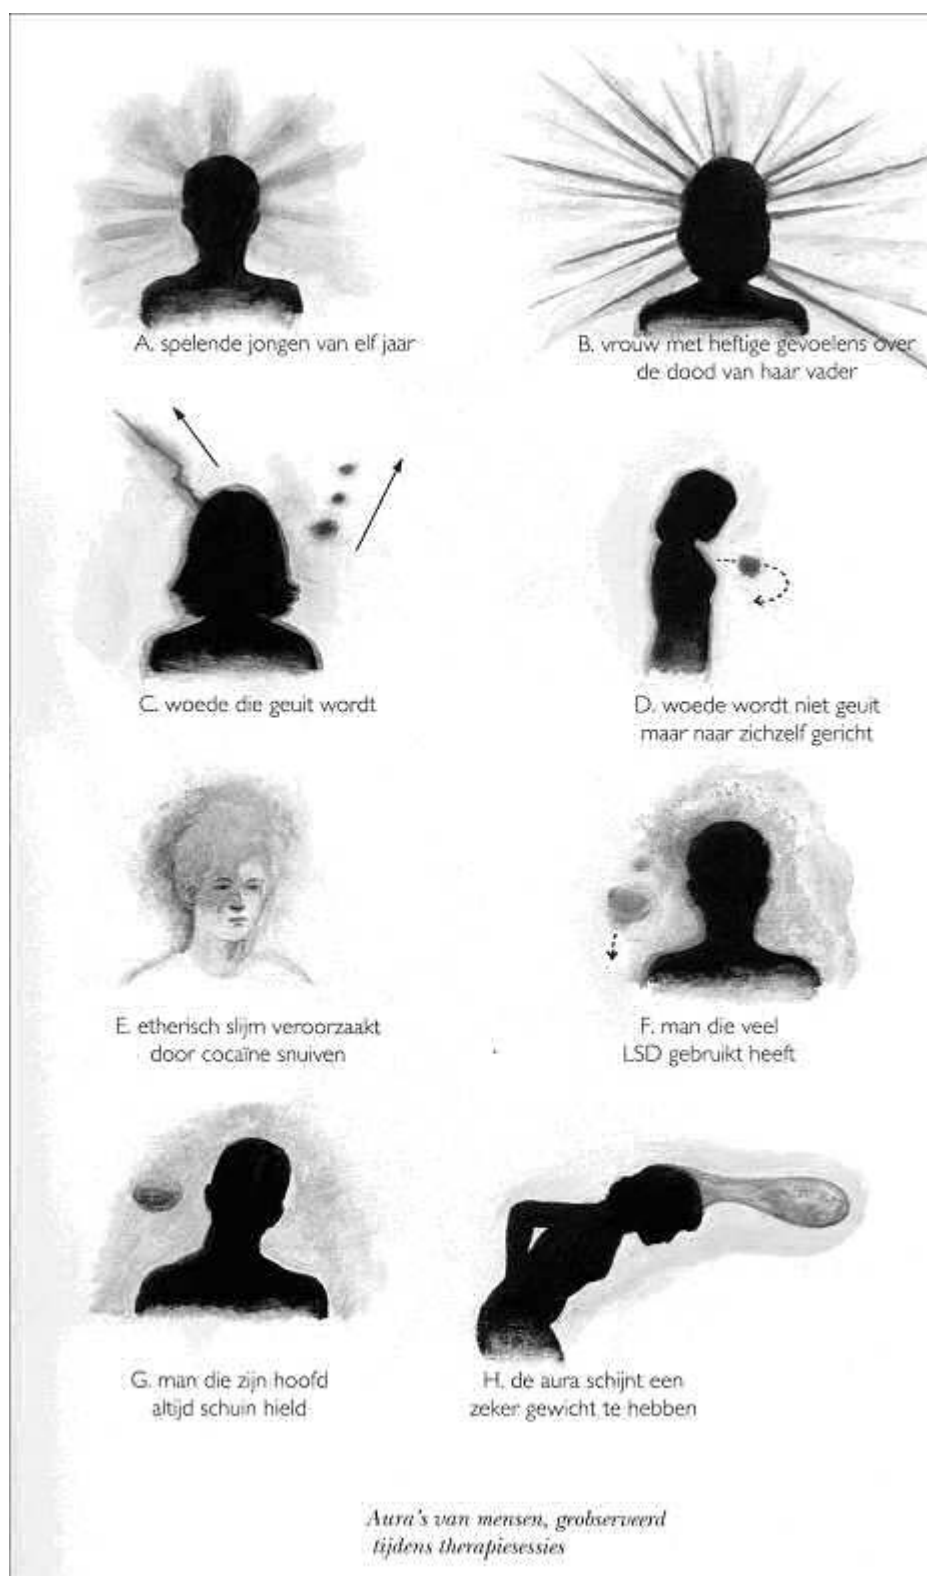 A. spelende jongen van elf jaar
B. vrouw met heftige gevoelens over
de dood van haar vader
C. woede die geuit wordt
D. woede wordt niet geuit
maar naar zichzelf gericht
E. etherisch slijm veroorzaakt
door cocaïne snuiven
F. man die veel
LSD gebruikt heeft
G. man die zijn hoofd
altijd schuin hield
H. de aura schijnt een
zeker gewicht te hebben
Aura's van mensen, geobserveerd
tijdens therapiesessies